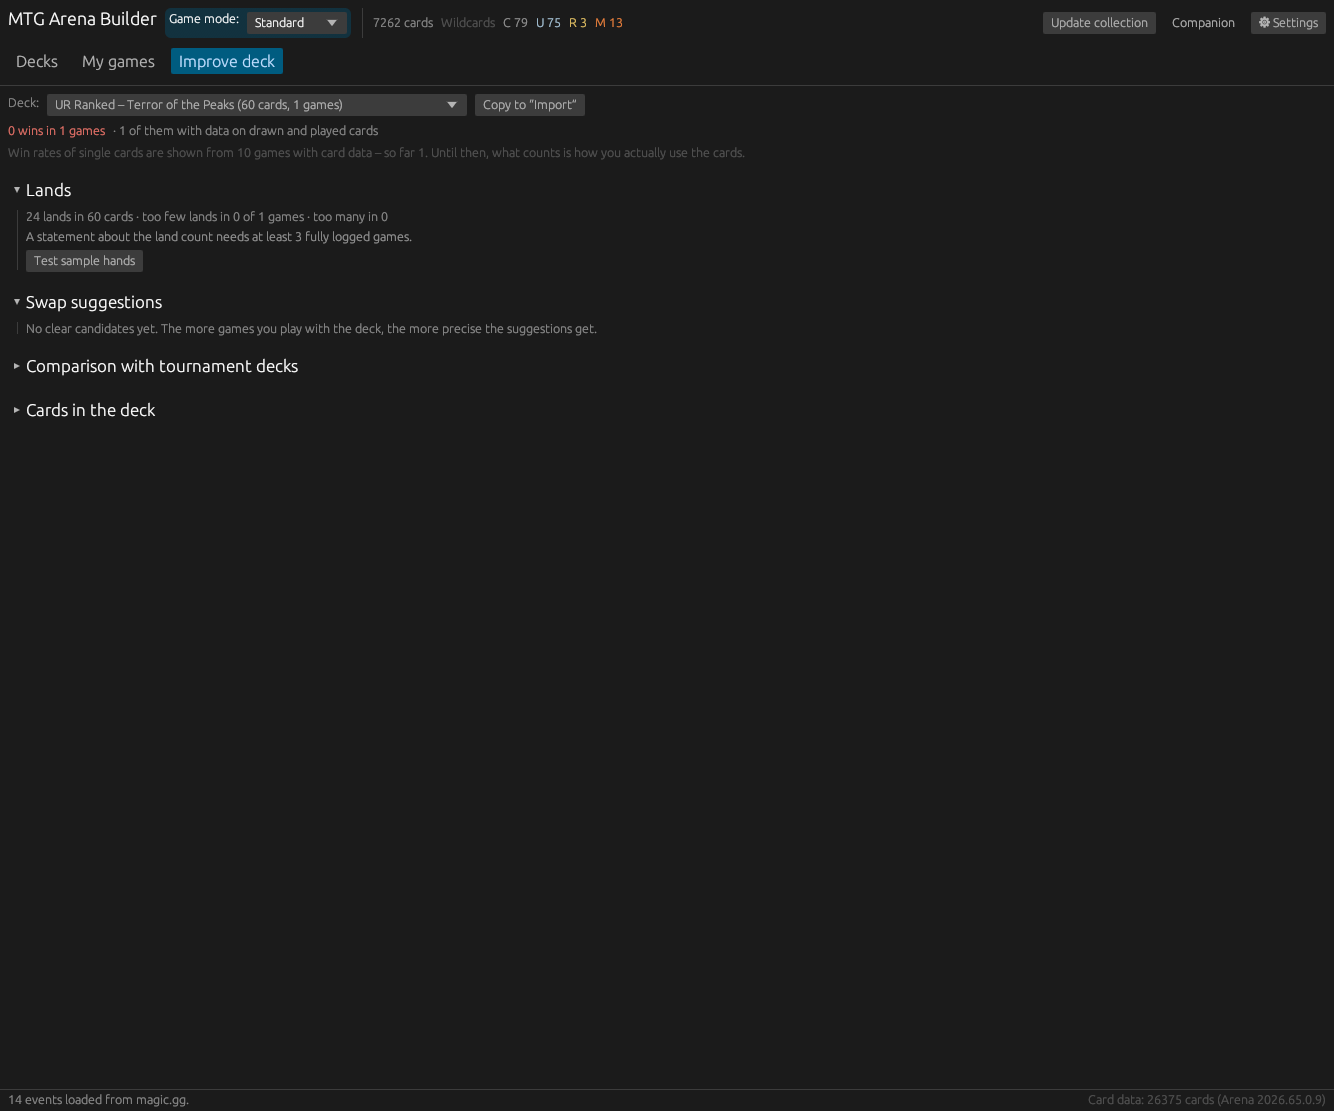 MTG Arena Builder Game mode: Standard 7262 cards Wildcards C 79 U 75 R 3 M 13 Update collection Companion Settings
Decks My games Improve deck
Deck: UR Ranked – Terror of the Peaks (60 cards, 1 games) Copy to "Import"
0 wins in 1 games · 1 of them with data on drawn and played cards
Win rates of single cards are shown from 10 games with card data – so far 1. Until then, what counts is how you actually use the cards.
Lands
24 lands in 60 cards · too few lands in 0 of 1 games · too many in 0
A statement about the land count needs at least 3 fully logged games.
Test sample hands
Swap suggestions
No clear candidates yet. The more games you play with the deck, the more precise the suggestions get.
Comparison with tournament decks
Cards in the deck
14 events loaded from magic.gg. Card data: 26375 cards (Arena 2026.65.0.9)